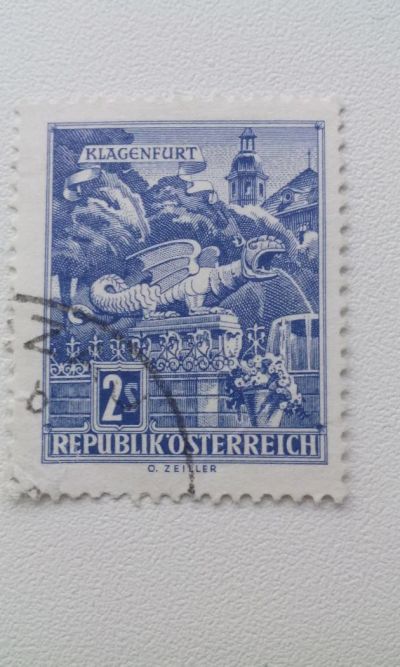 KLAGENFURT
2S
REPUBLIK ÖSTERREICH
O. ZEILLER